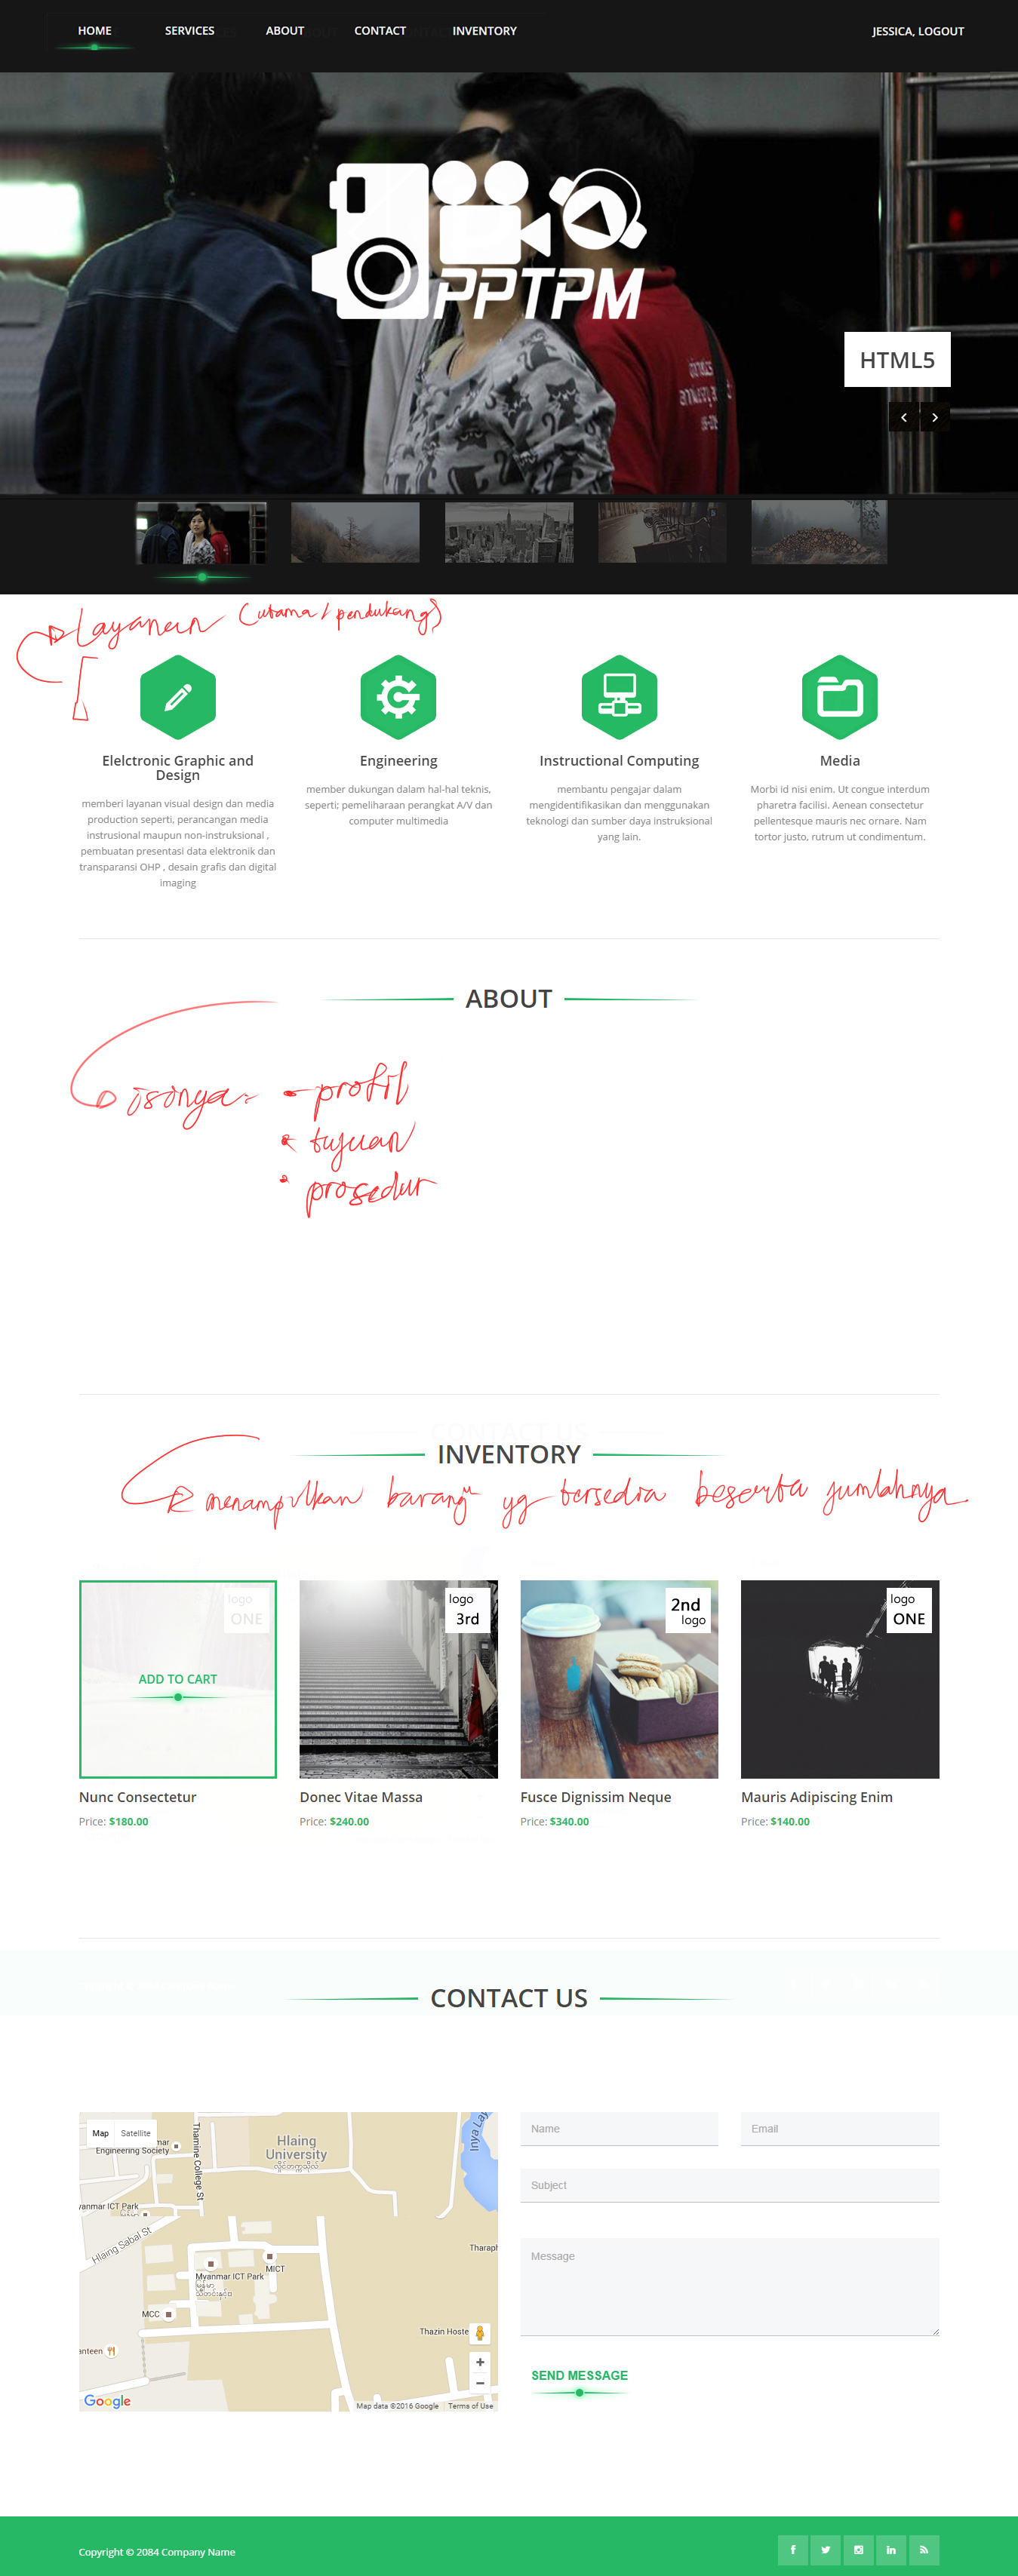 HOME SERVICES ABOUT CONTACT INVENTORY JESSICA, LOGOUT
PPTPM
HTML5
Layanan (utama / pendukung)
Elelctronic Graphic and
Design
memberi layanan visual design dan media
production seperti, perancangan media
instrusional maupun non-instruksional ,
pembuatan presentasi data elektronik dan
transparansi OHP , desain grafis dan digital
imaging
Engineering
member dukungan dalam hal-hal teknis,
seperti; pemeliharaan perangkat A/V dan
computer multimedia
Instructional Computing
membantu pengajar dalam
mengidentifikasikan dan menggunakan
teknologi dan sumber daya instruksional
yang lain.
Media
Morbi id nisi enim. Ut congue interdum
pharetra facilisi. Aenean consectetur
pellentesque mauris nec ornare. Nam
tortor justo, rutrum ut condimentum.
ABOUT
isinya: - profil
• tujuan
• prosedur
CONTACT US
INVENTORY
menampilkan barang yg tersedia beserta jumlahnya.
logo
ONE
ADD TO CART
Nunc Consectetur
Price: $180.00
logo
3rd
Donec Vitae Massa
Price: $240.00
2nd
logo
Fusce Dignissim Neque
Price: $340.00
logo
ONE
Mauris Adipiscing Enim
Price: $140.00
CONTACT US
Map Satellite
Engineering Society
Thamine College St
Hlaing
University
Inya Lay
yanmar ICT Park
Hlaing Sabal St
MICT
Myanmar ICT Park
MCC
Tharaph
Thazin Hoste
anteen
Google
Map data ©2016 Google Terms of Use
Name
Email
Subject
Message
SEND MESSAGE
Copyright © 2084 Company Name